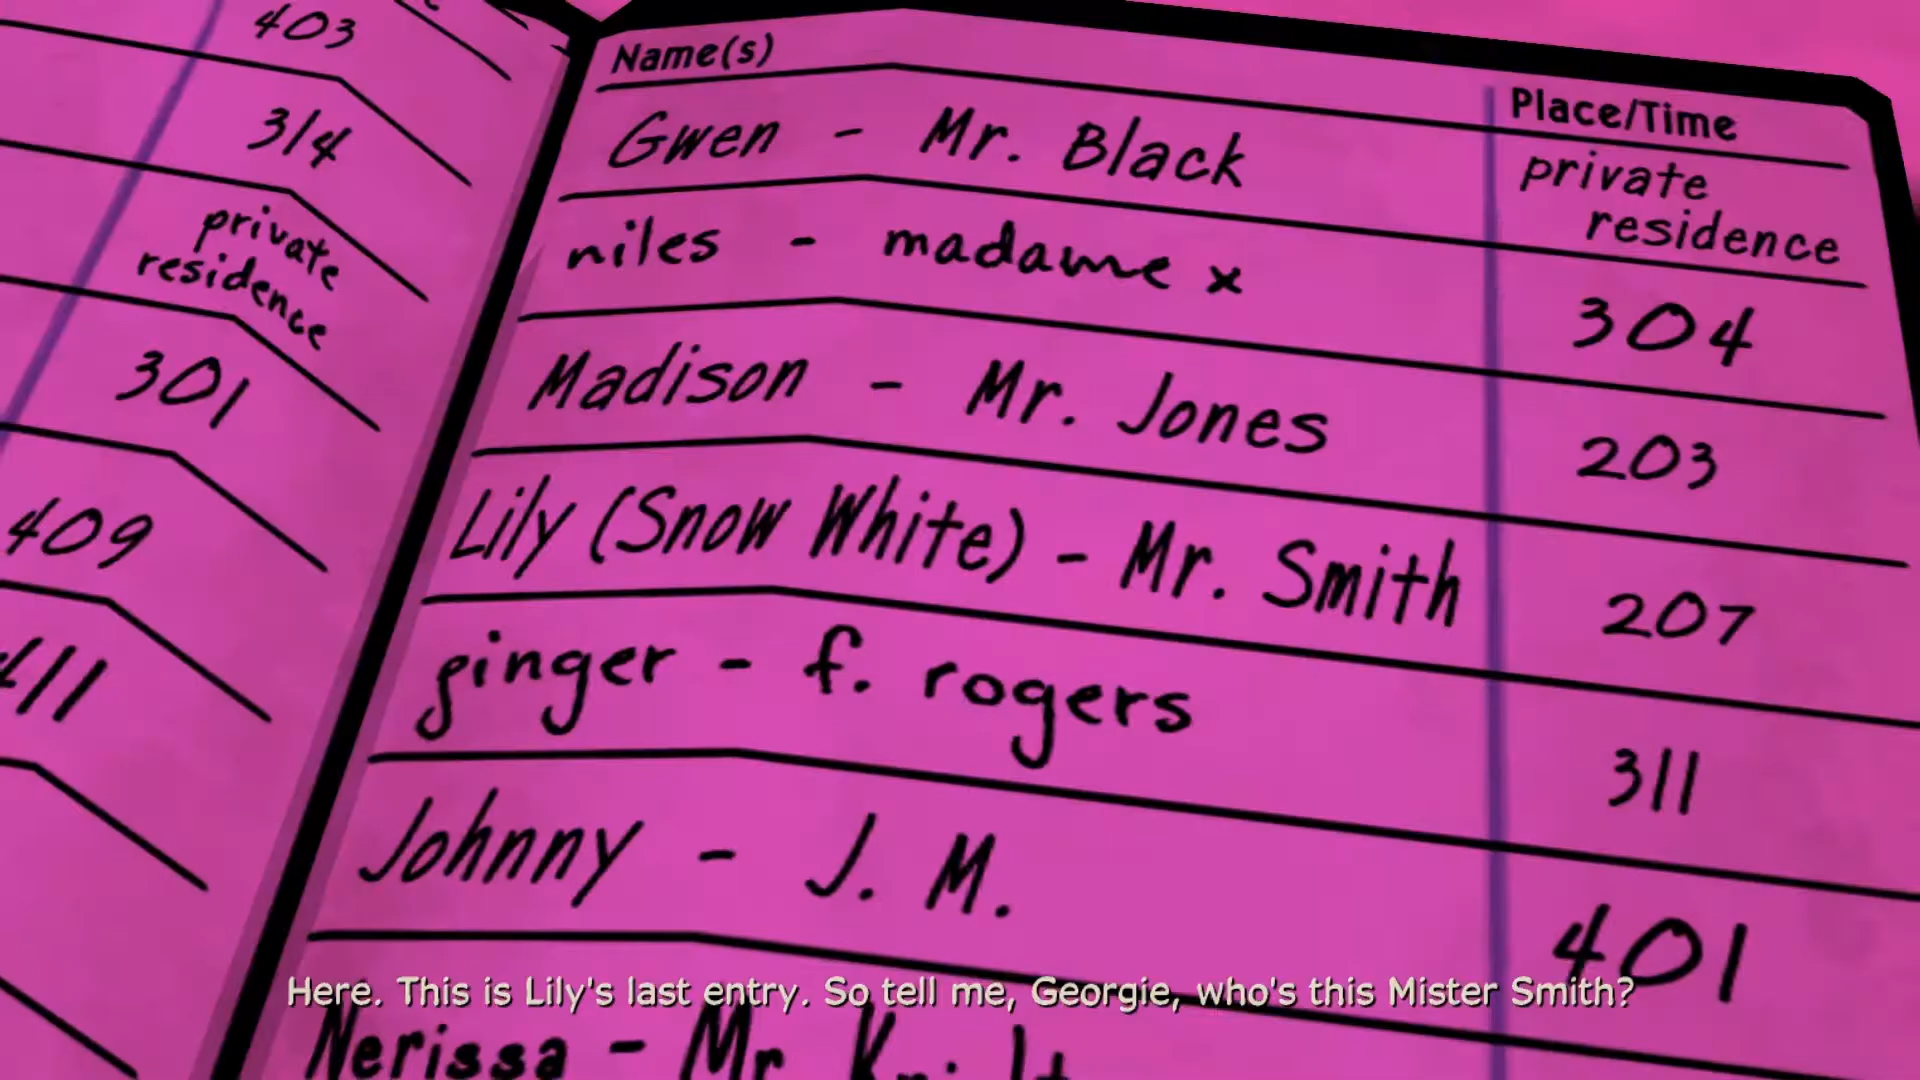 403
314
private
residence
301
409
411
Name(s)
Place/Time
Gwen - Mr. Black
private
residence
niles - madame x
304
Madison - Mr. Jones
203
Lily (Snow White) - Mr. Smith
207
ginger - f. rogers
311
Johnny - J. M.
401
Here. This is Lily's last entry. So tell me, Georgie, who's this Mister Smith?
Nerissa - Mr